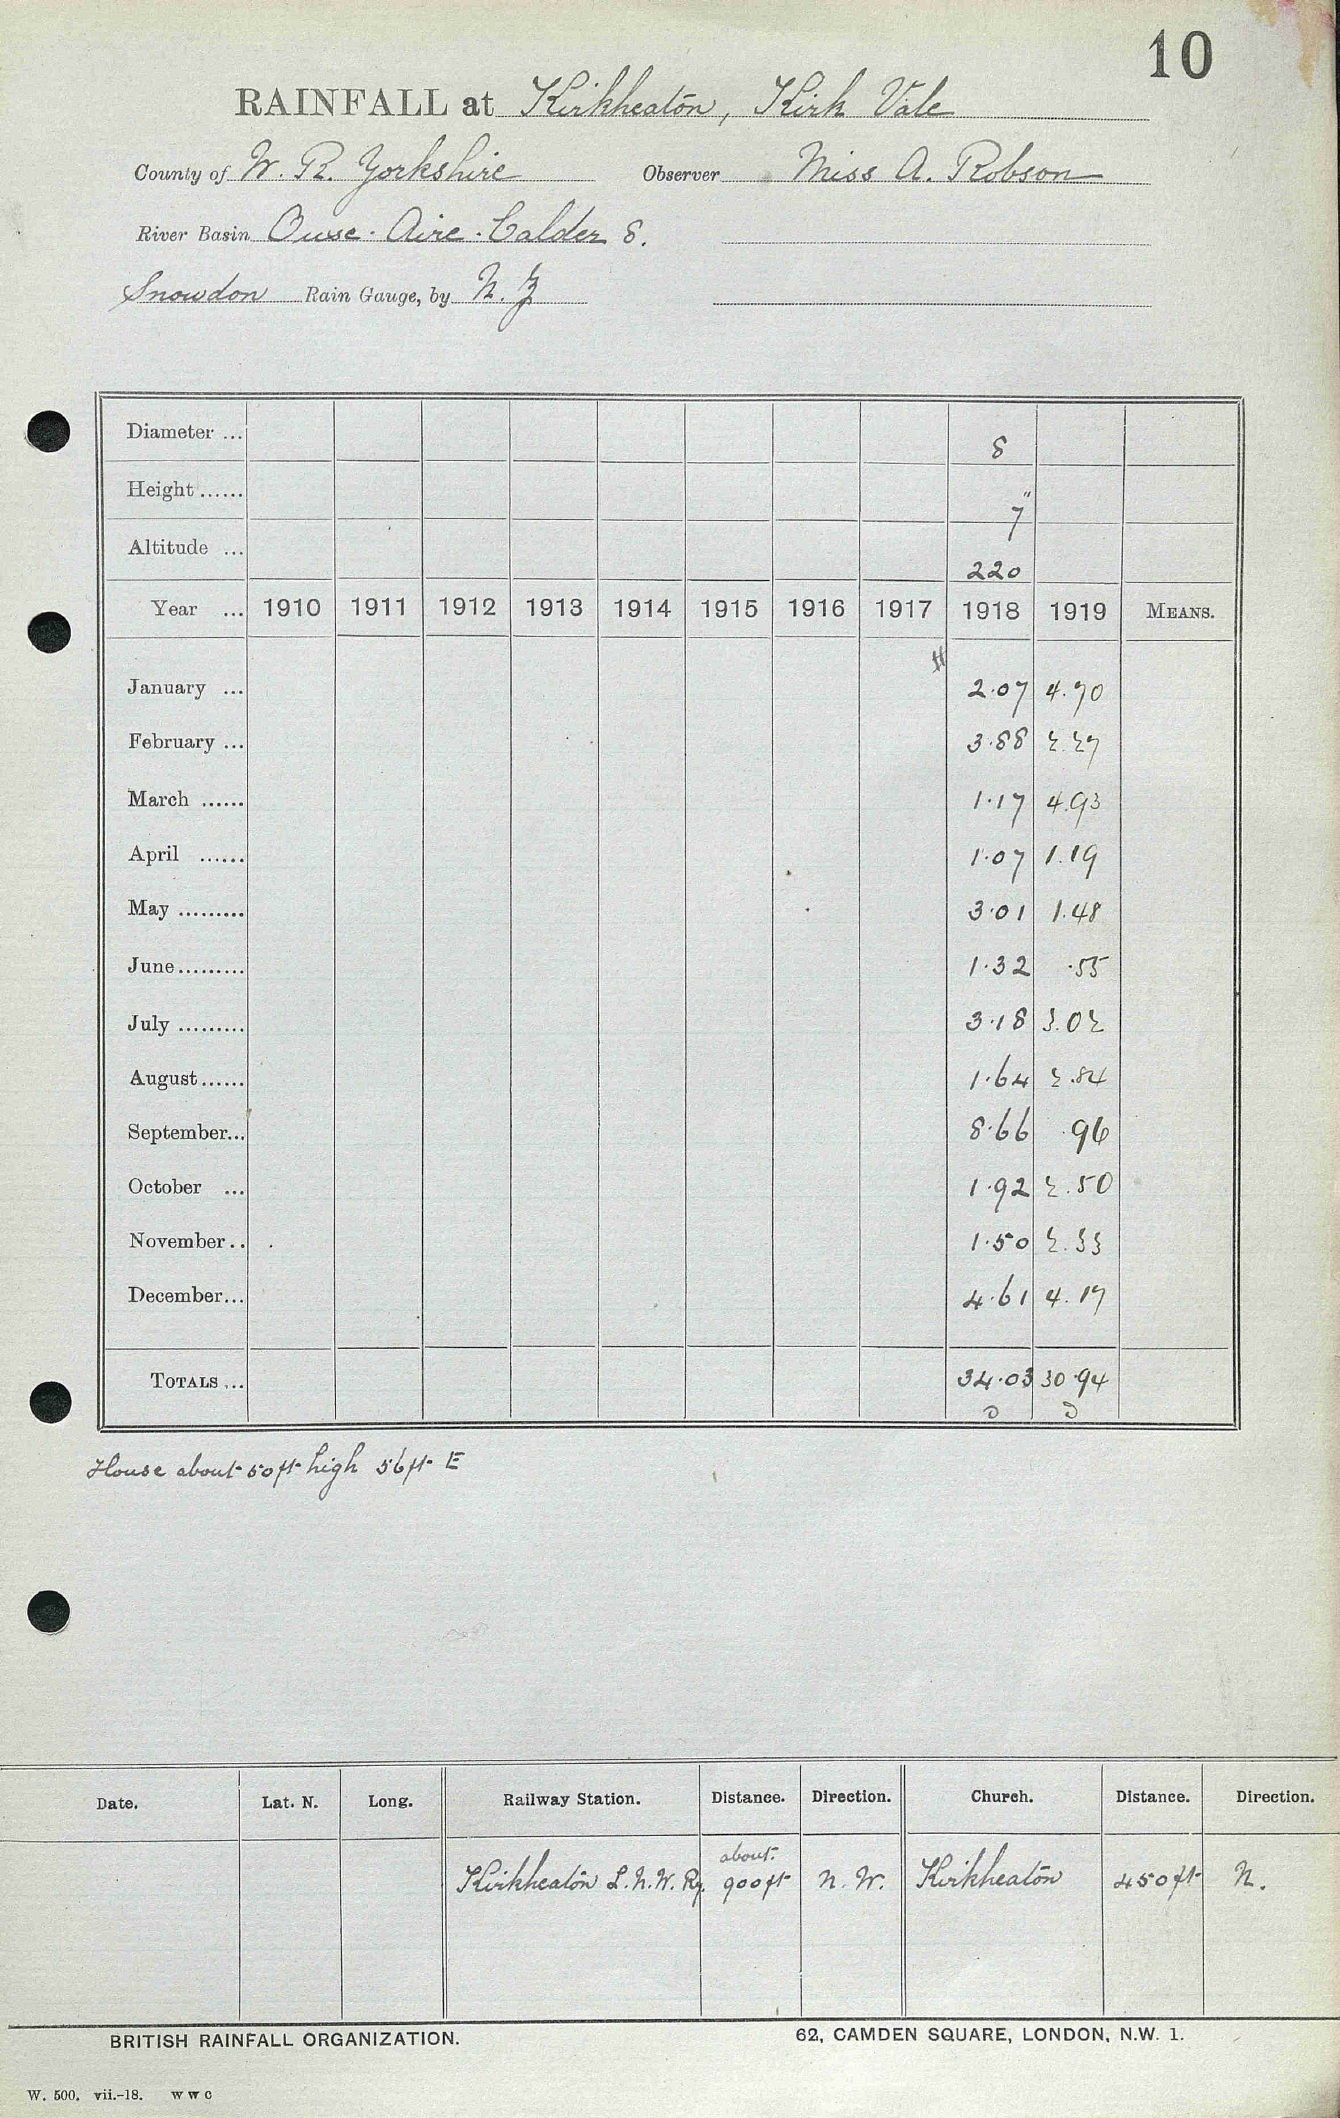 10
RAINFALL at Kirkheaton, Kirk Vale
County of W. R. Yorkshire Observer Miss A. Robson
River Basin Ouse. Aire. Calder 8.
Snowdon Rain Gauge, by N. Z
Diameter ... 8
Height ...... 7"
Altitude ... 220
Year ... 1910 1911 1912 1913 1914 1915 1916 1917 1918 1919 MEANS.
January ... 2.07 4.70
February ... 3.88 2.27
March ...... 1.17 4.93
April ...... 1.07 1.19
May ......... 3.01 1.48
June ......... 1.32 .55
July ......... 3.18 3.02
August ...... 1.64 2.84
September... 8.66 .96
October ... 1.92 2.50
November .. 1.50 2.33
December... 4.61 4.17
TOTALS ... 34.03 30.94
House about 50ft high 56ft E
Date. Lat. N. Long. Railway Station. Distance. Direction. Church. Distance. Direction.
Kirkheaton L.N.W. Ry. about 900ft N.W. Kirkheaton 450ft N.
BRITISH RAINFALL ORGANIZATION. 62, CAMDEN SQUARE, LONDON, N.W. 1.
W. 500. vii.-18. W W C